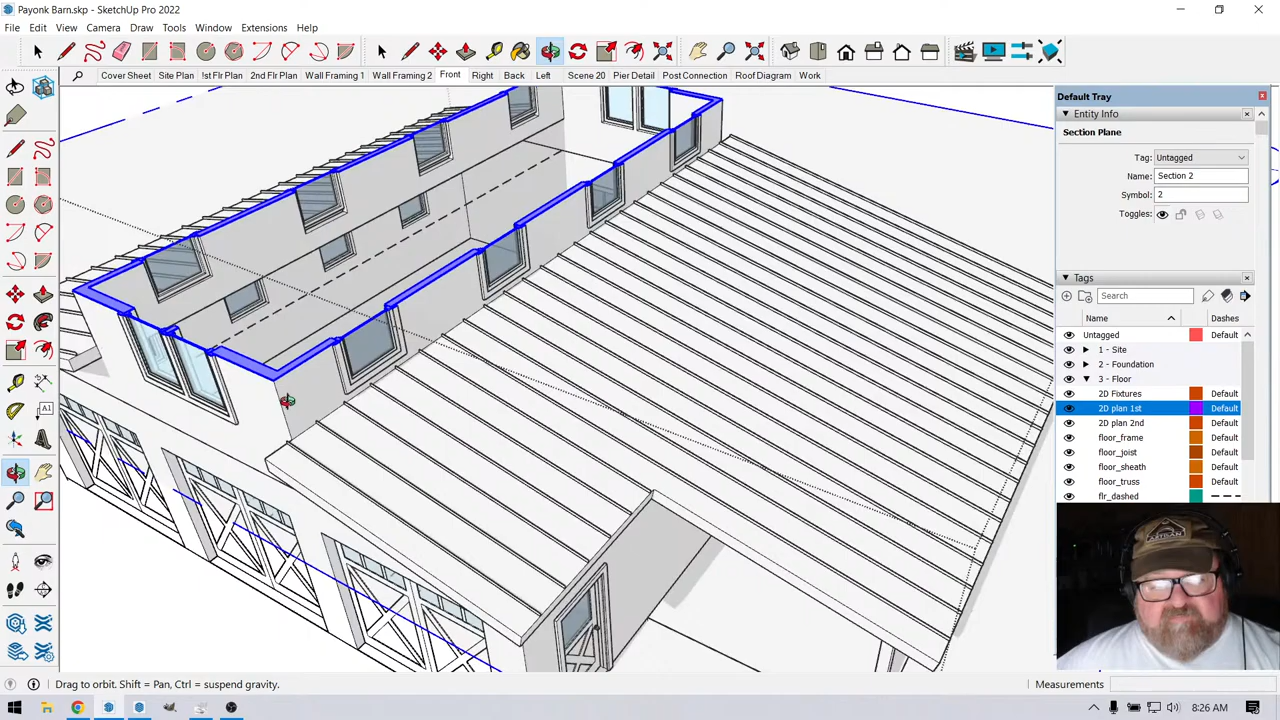 Payonk Barn.skp - SketchUp Pro 2022
File Edit View Camera Draw Tools Window Extensions Help
Cover Sheet Site Plan 1st Flr Plan 2nd Flr Plan Wall Framing 1 Wall Framing 2 Front Right Back Left Scene 20 Pier Detail Post Connection Roof Diagram Work
Default Tray
Entity Info
Section Plane
Tag: Untagged
Name: Section 2
Symbol: 2
Toggles:
Tags
Search
Name Dashes
Untagged Default
1 - Site
2 - Foundation
3 - Floor
2D Fixtures Default
2D plan 1st Default
2D plan 2nd Default
floor_frame Default
floor_joist Default
floor_sheath Default
floor_truss Default
flr_dashed
A1
ARTISAN
Drag to orbit. Shift = Pan, Ctrl = suspend gravity.
Measurements
8:26 AM